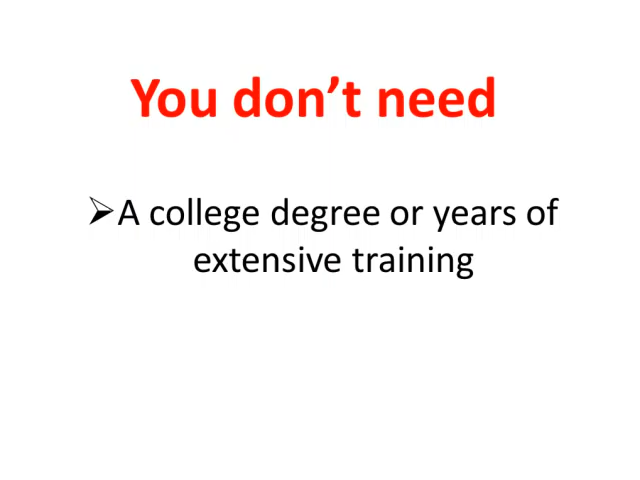 You don’t need
➢A college degree or years of
extensive training